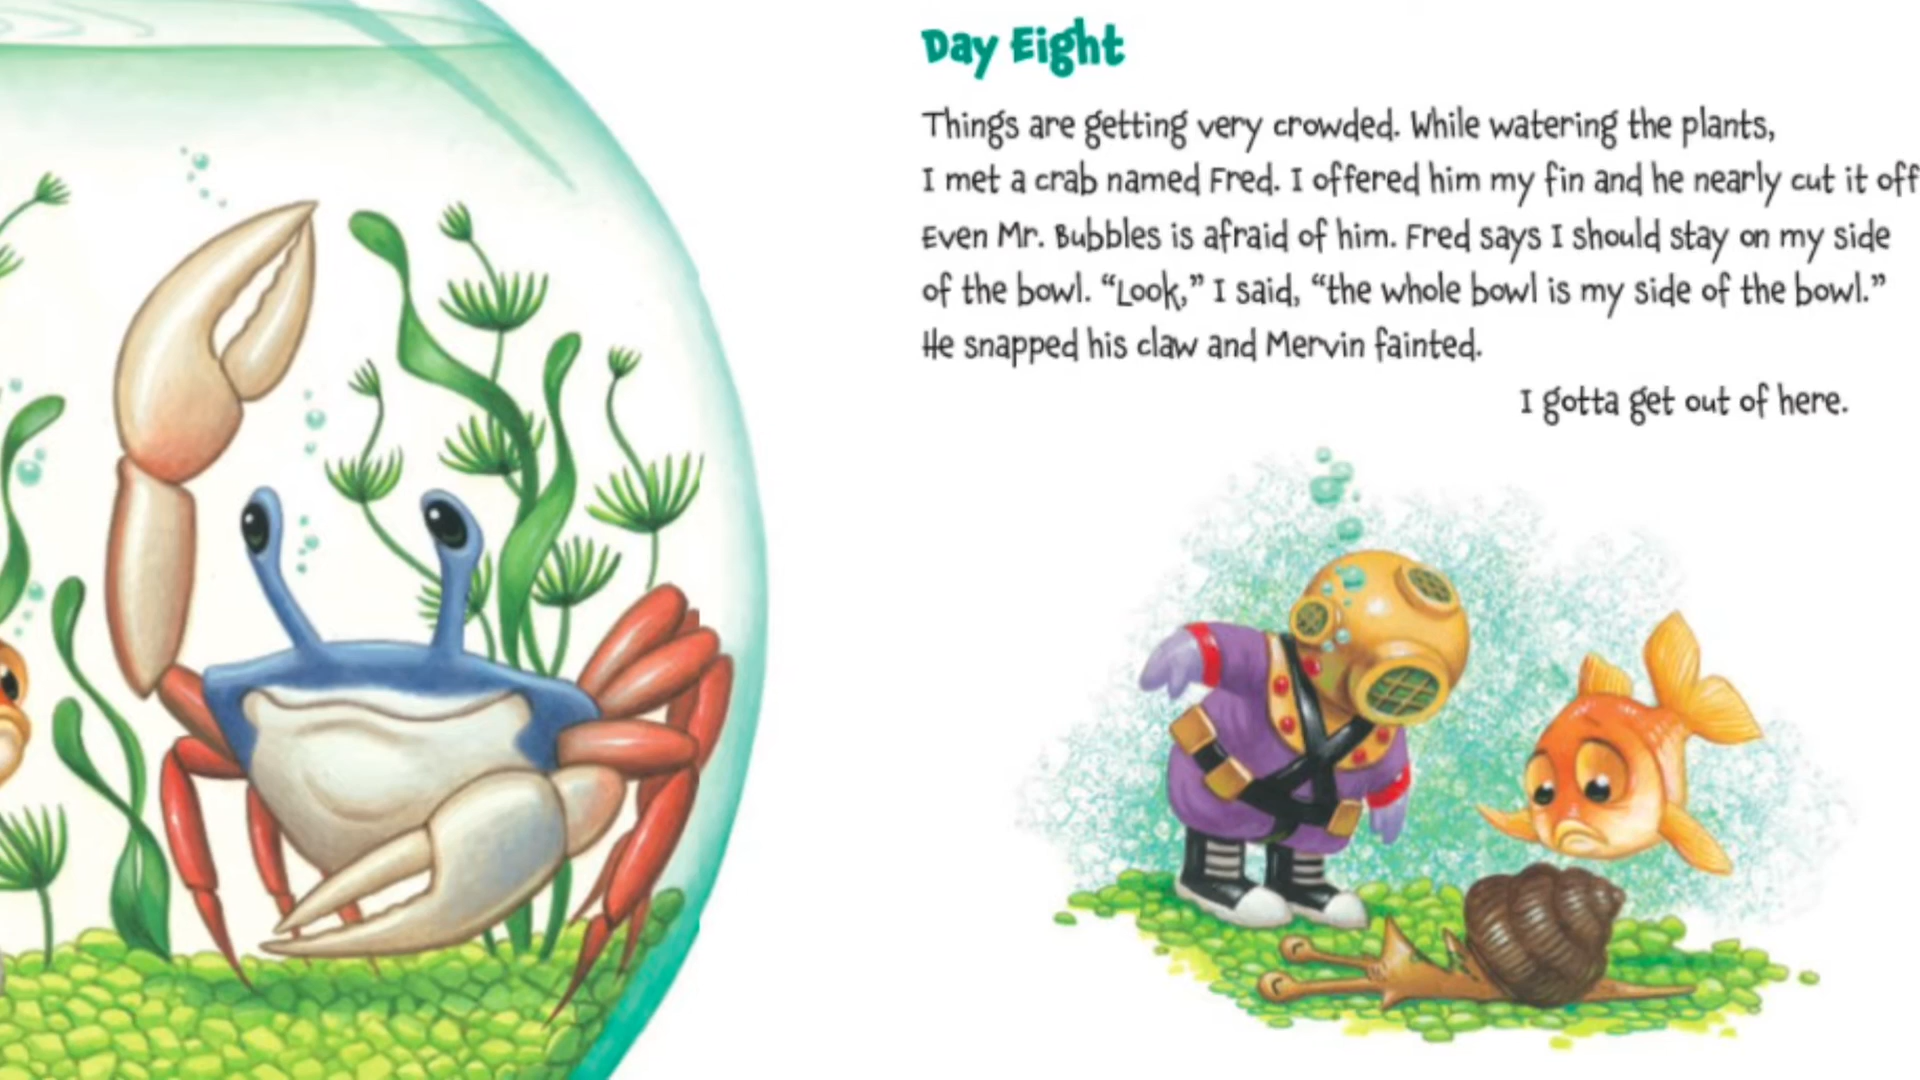 Day Eight
Things are getting very crowded. While watering the plants,
I met a crab named Fred. I offered him my fin and he nearly cut it off
Even Mr. Bubbles is afraid of him. Fred says I should stay on my side
of the bowl. “Look,” I said, “the whole bowl is my side of the bowl.”
He snapped his claw and Mervin fainted.
I gotta get out of here.